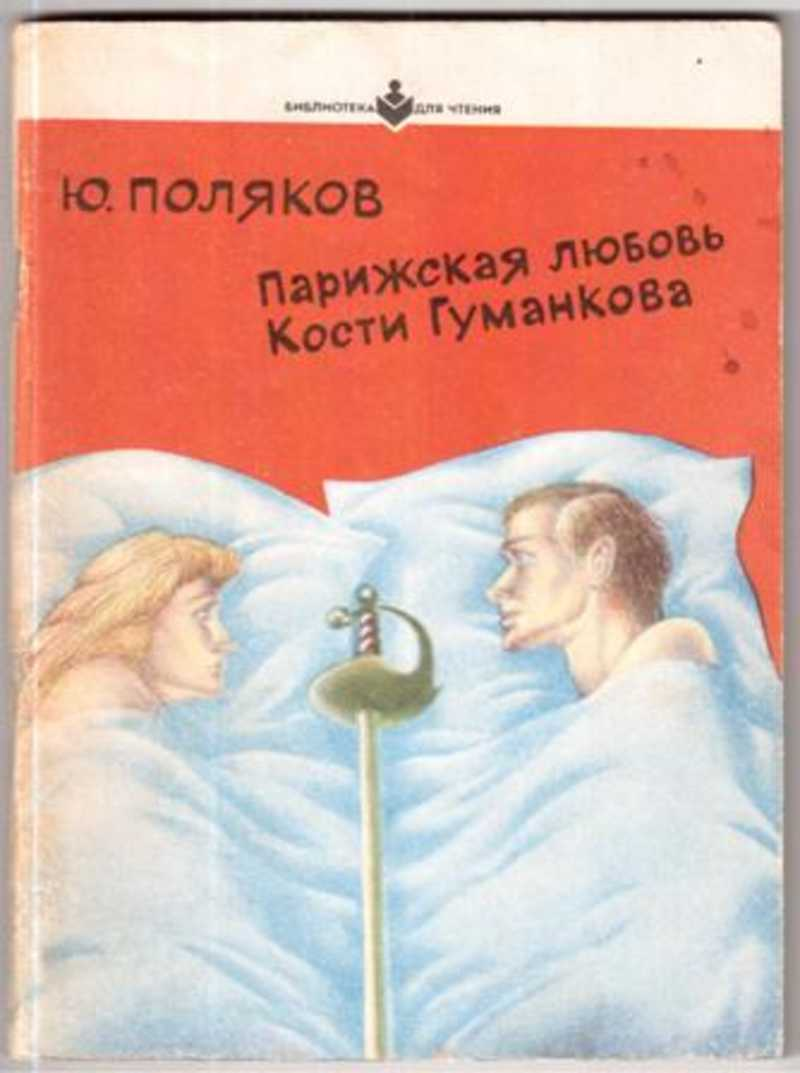 БИБЛИОТЕКА ДЛЯ ЧТЕНИЯ
Ю. ПОЛЯКОВ
Парижская любовь
Кости Гуманкова